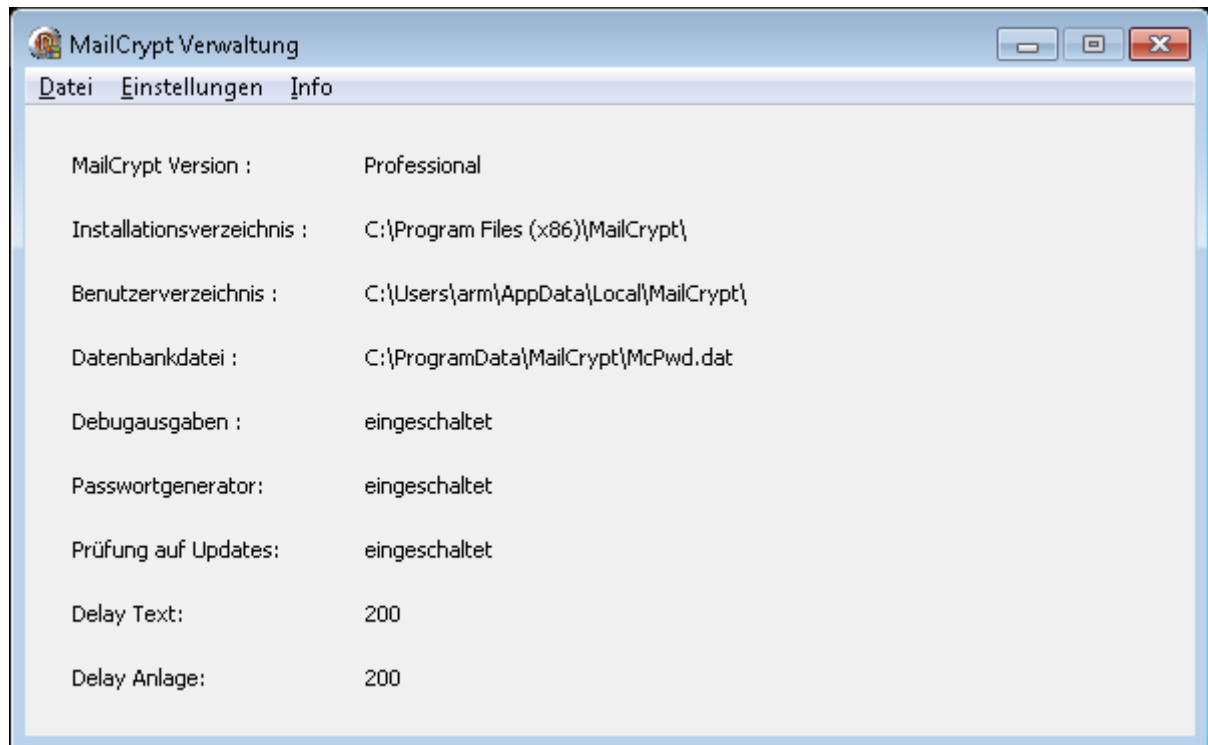 MailCrypt Verwaltung
Datei Einstellungen Info
MailCrypt Version : Professional
Installationsverzeichnis : C:\Program Files (x86)\MailCrypt\
Benutzerverzeichnis : C:\Users\arm\AppData\Local\MailCrypt\
Datenbankdatei : C:\ProgramData\MailCrypt\McPwd.dat
Debugausgaben : eingeschaltet
Passwortgenerator: eingeschaltet
Prüfung auf Updates: eingeschaltet
Delay Text: 200
Delay Anlage: 200